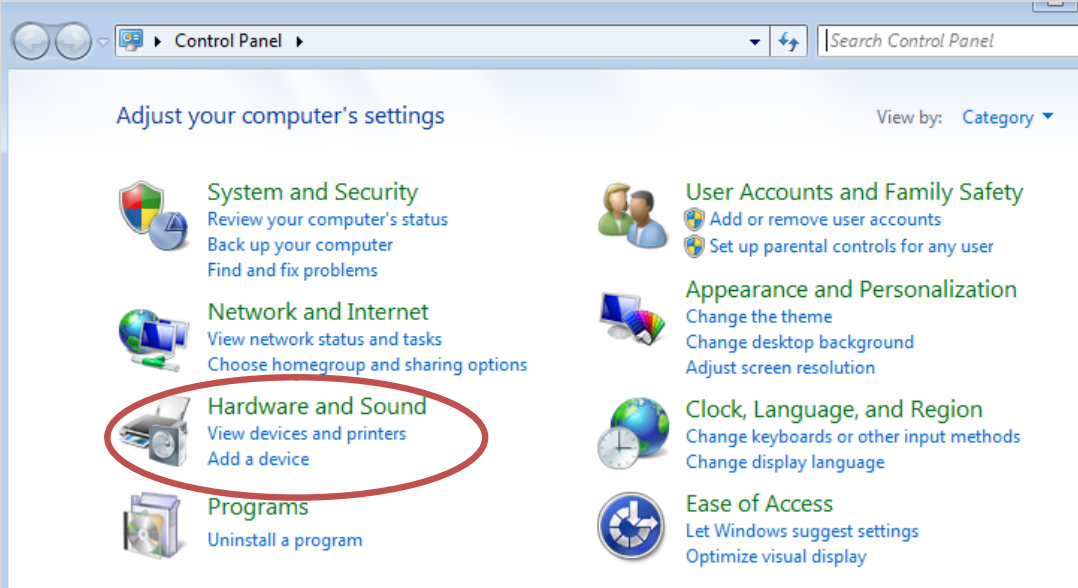 Control Panel
Search Control Panel
Adjust your computer's settings
View by: Category
System and Security
Review your computer's status
Back up your computer
Find and fix problems
Network and Internet
View network status and tasks
Choose homegroup and sharing options
Hardware and Sound
View devices and printers
Add a device
Programs
Uninstall a program
User Accounts and Family Safety
Add or remove user accounts
Set up parental controls for any user
Appearance and Personalization
Change the theme
Change desktop background
Adjust screen resolution
Clock, Language, and Region
Change keyboards or other input methods
Change display language
Ease of Access
Let Windows suggest settings
Optimize visual display